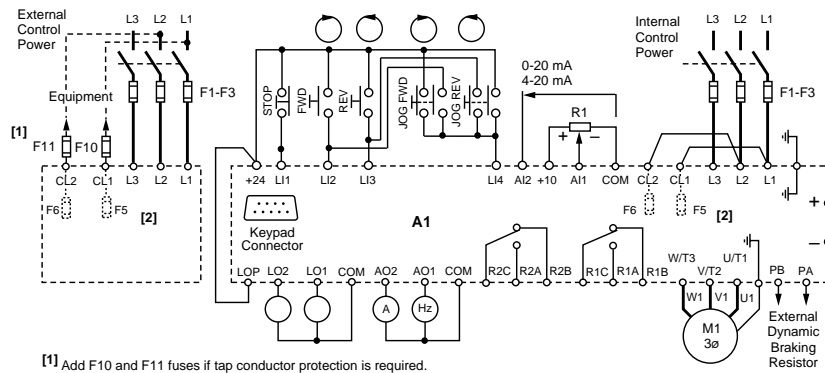 External
Control
Power
L3 L2 L1
F1-F3
Equipment
[1]
F11 F10
CL2 CL1 L3 L2 L1
F6 F5
[2]
STOP
FWD
REV
JOG FWD
JOG REV
0-20 mA
4-20 mA
R1
+ −
+24 LI1 LI2 LI3 LI4 AI2 +10 AI1 COM CL2 CL1 L3 L2 L1
Internal
Control
Power
L3 L2 L1
F1-F3
F6 F5
[2]
+
−
Keypad
Connector
A1
LOP LO2 LO1 COM AO2 AO1 COM R2C R2A R2B R1C R1A R1B
W/T3 V/T2 U/T1
PB PA
A Hz
W1 V1 U1
M1
3ø
External
Dynamic
Braking
Resistor
[1] Add F10 and F11 fuses if tap conductor protection is required.